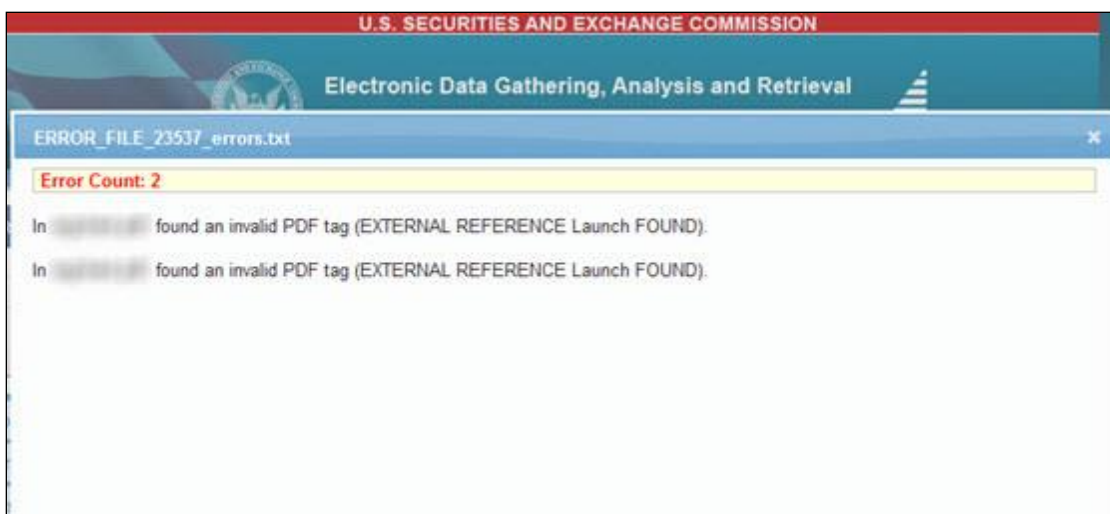 U.S. SECURITIES AND EXCHANGE COMMISSION
Electronic Data Gathering, Analysis and Retrieval
ERROR_FILE_23537_errors.txt
Error Count: 2
In found an invalid PDF tag (EXTERNAL REFERENCE Launch FOUND).
In found an invalid PDF tag (EXTERNAL REFERENCE Launch FOUND).